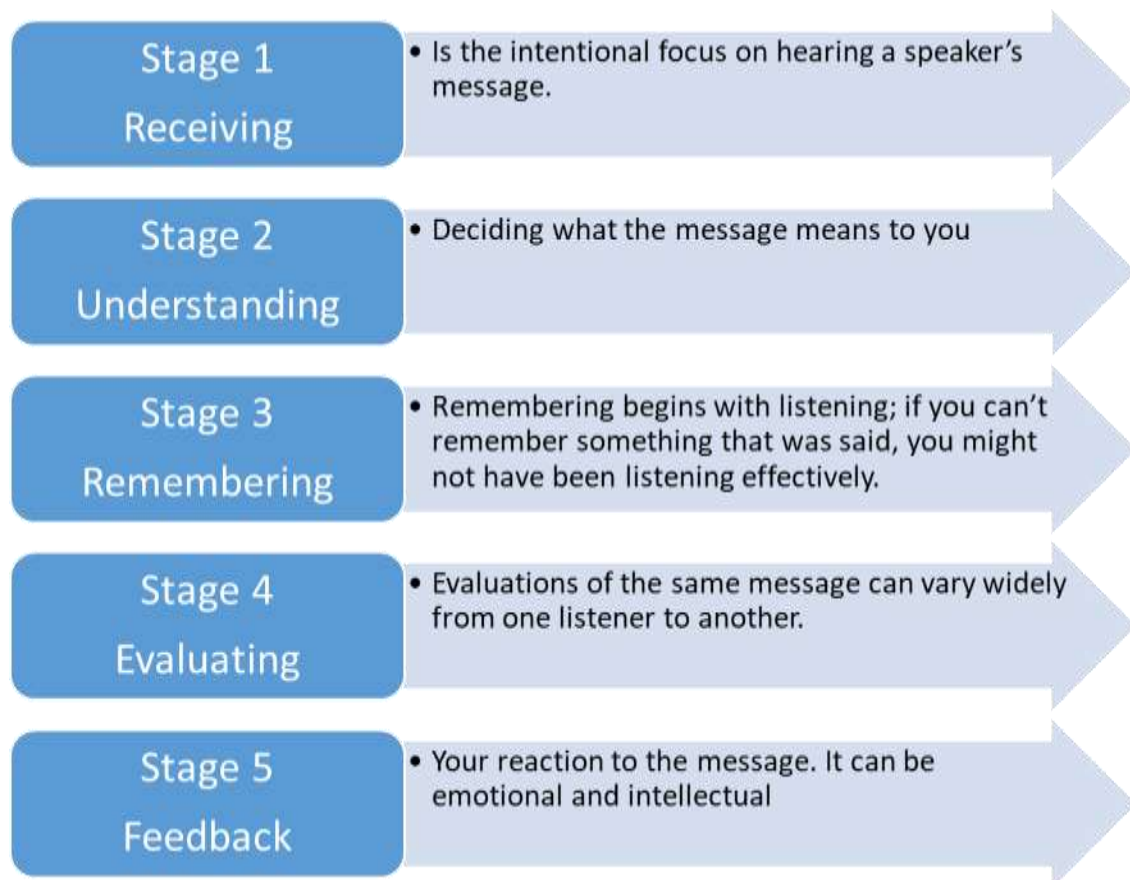 Stage 1
Receiving
• Is the intentional focus on hearing a speaker’s
message.
Stage 2
Understanding
• Deciding what the message means to you
Stage 3
Remembering
• Remembering begins with listening; if you can’t
remember something that was said, you might
not have been listening effectively.
Stage 4
Evaluating
• Evaluations of the same message can vary widely
from one listener to another.
Stage 5
Feedback
• Your reaction to the message. It can be
emotional and intellectual